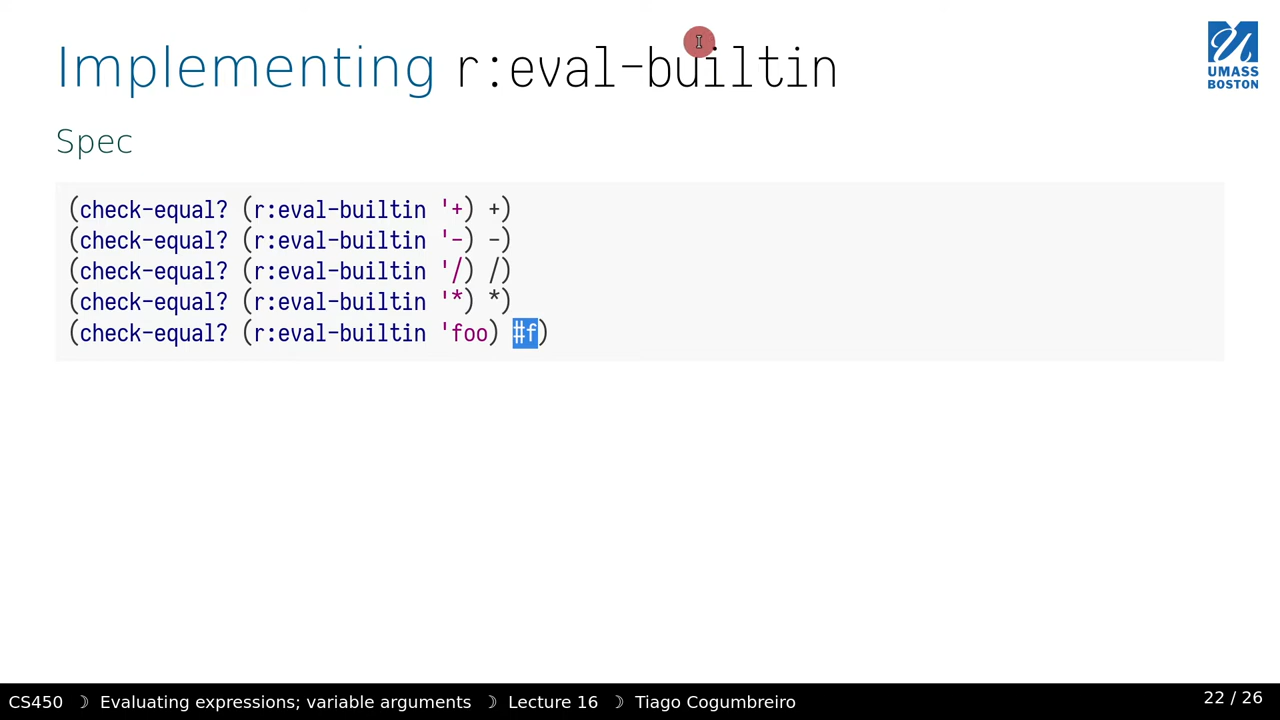 Implementing r:eval-builtin
UMASS
BOSTON
Spec
(check-equal? (r:eval-builtin '+) +)
(check-equal? (r:eval-builtin '-) -)
(check-equal? (r:eval-builtin '/) /)
(check-equal? (r:eval-builtin '*) *)
(check-equal? (r:eval-builtin 'foo) #f)
CS450 ☽ Evaluating expressions; variable arguments ☽ Lecture 16 ☽ Tiago Cogumbreiro
22 / 26